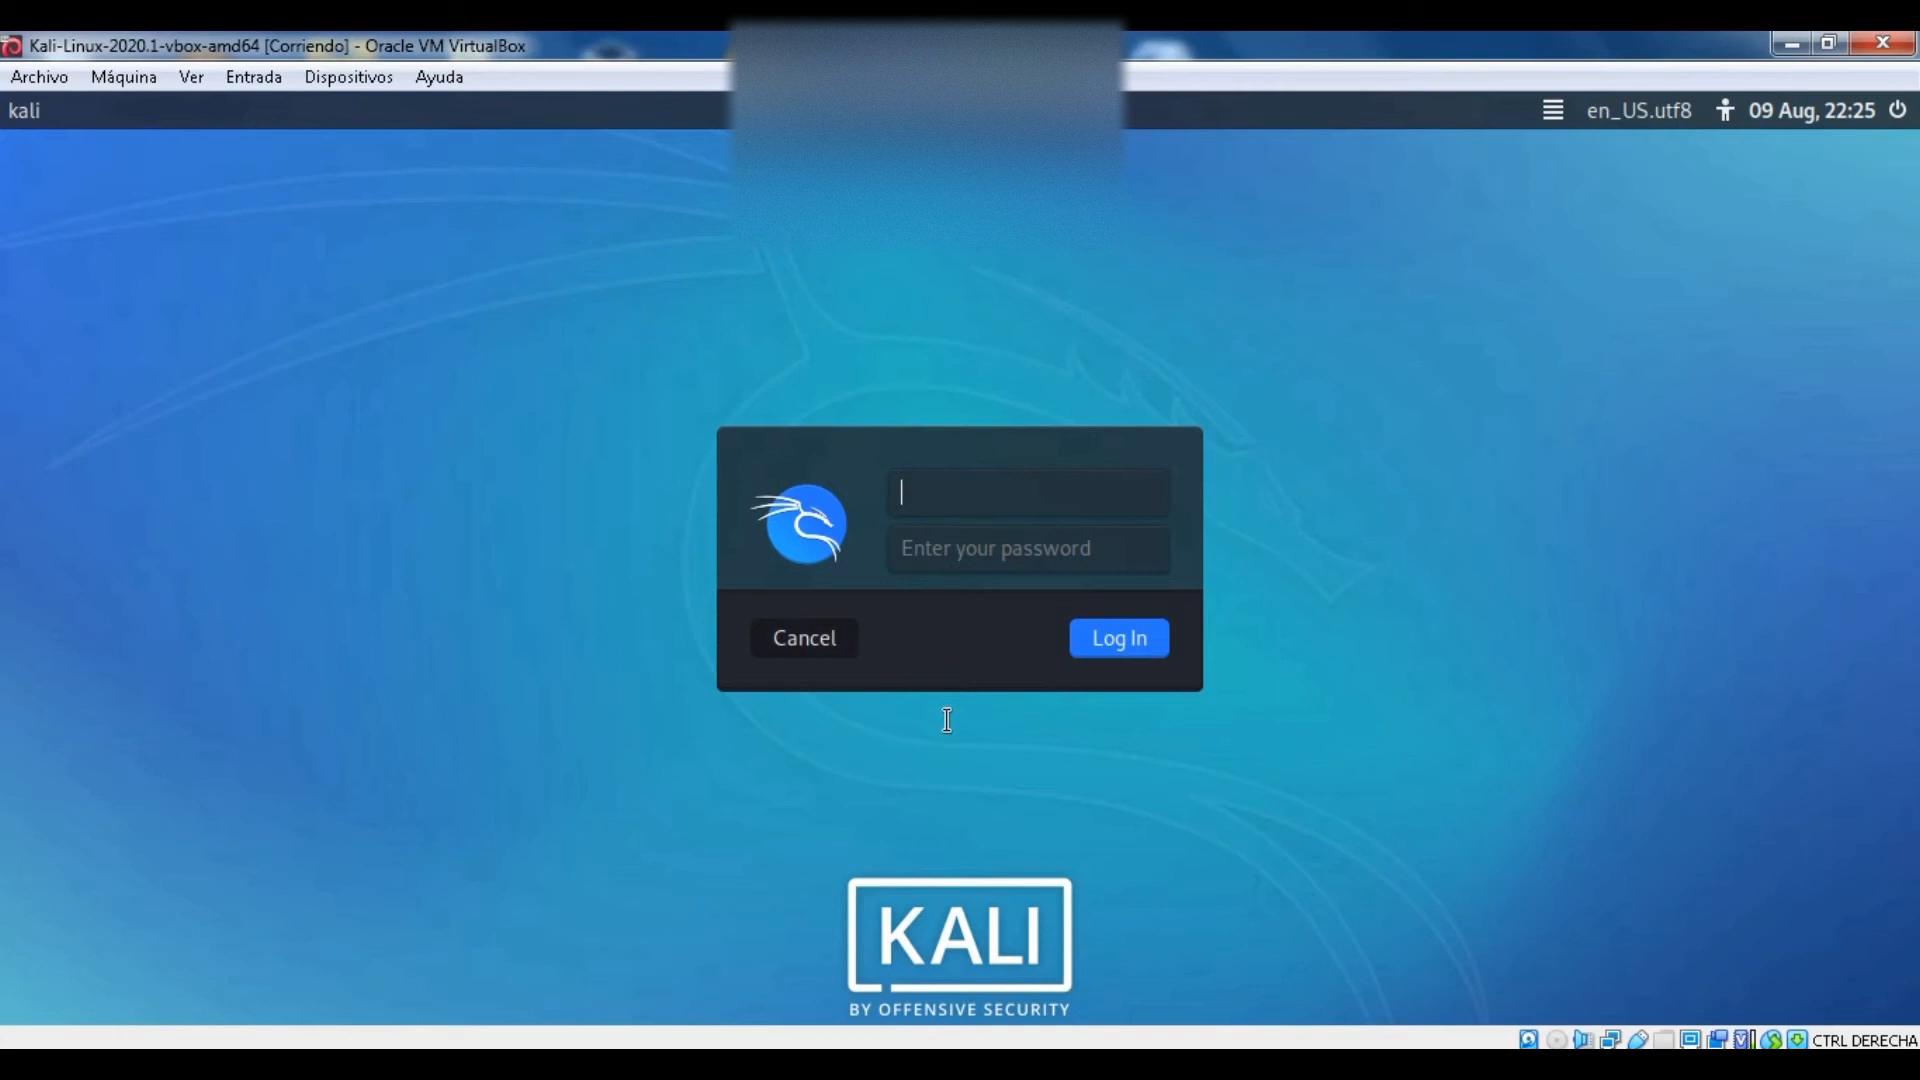 Kali-Linux-2020.1-vbox-amd64 [Corriendo] - Oracle VM VirtualBox
Archivo Máquina Ver Entrada Dispositivos Ayuda
kali en_US.utf8 09 Aug, 22:25
Enter your password
Cancel Log In
KALI
BY OFFENSIVE SECURITY
CTRL DERECHA